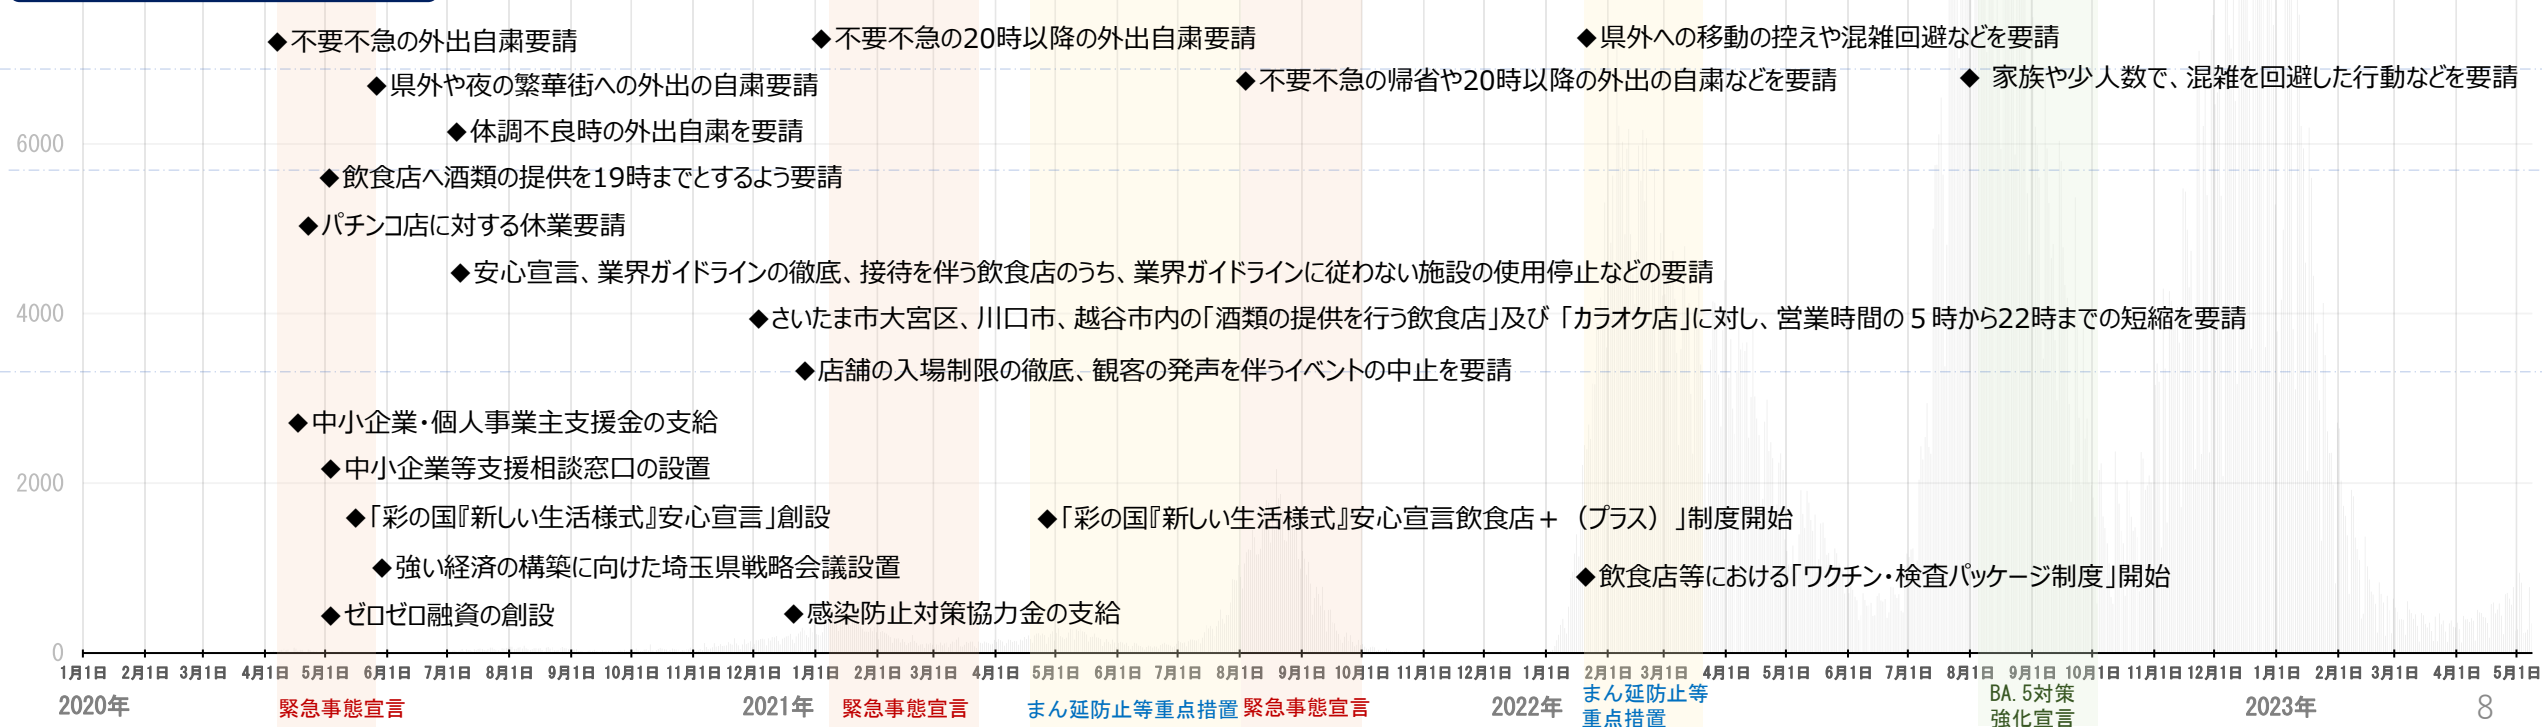 ◆不要不急の外出自粛要請
◆不要不急の20時以降の外出自粛要請
◆県外への移動の控えや混雑回避などを要請
◆県外や夜の繁華街への外出の自粛要請
◆不要不急の帰省や20時以降の外出の自粛などを要請
◆ 家族や少人数で、混雑を回避した行動などを要請
◆体調不良時の外出自粛を要請
6000
◆飲食店へ酒類の提供を19時までとするよう要請
◆パチンコ店に対する休業要請
◆安心宣言、業界ガイドラインの徹底、接待を伴う飲食店のうち、業界ガイドラインに従わない施設の使用停止などの要請
4000
◆さいたま市大宮区、川口市、越谷市内の「酒類の提供を行う飲食店」及び「カラオケ店」に対し、営業時間の5時から22時までの短縮を要請
◆店舗の入場制限の徹底、観客の発声を伴うイベントの中止を要請
◆中小企業・個人事業主支援金の支給
◆中小企業等支援相談窓口の設置
2000
◆「彩の国『新しい生活様式』安心宣言」創設
◆「彩の国『新しい生活様式』安心宣言飲食店+（プラス）」制度開始
◆強い経済の構築に向けた埼玉県戦略会議設置
◆飲食店等における「ワクチン・検査パッケージ制度」開始
◆ゼロゼロ融資の創設
◆感染防止対策協力金の支給
0
1月1日 2月1日 3月1日 4月1日 5月1日 6月1日 7月1日 8月1日 9月1日 10月1日 11月1日 12月1日 1月1日 2月1日 3月1日 4月1日 5月1日 6月1日 7月1日 8月1日 9月1日 10月1日 11月1日 12月1日 1月1日 2月1日 3月1日 4月1日 5月1日 6月1日 7月1日 8月1日 9月1日 10月1日 11月1日 12月1日 1月1日 2月1日 3月1日 4月1日 5月1日
2020年
緊急事態宣言
2021年
緊急事態宣言
まん延防止等重点措置
緊急事態宣言
2022年
まん延防止等
重点措置
BA.5対策
強化宣言
2023年
8